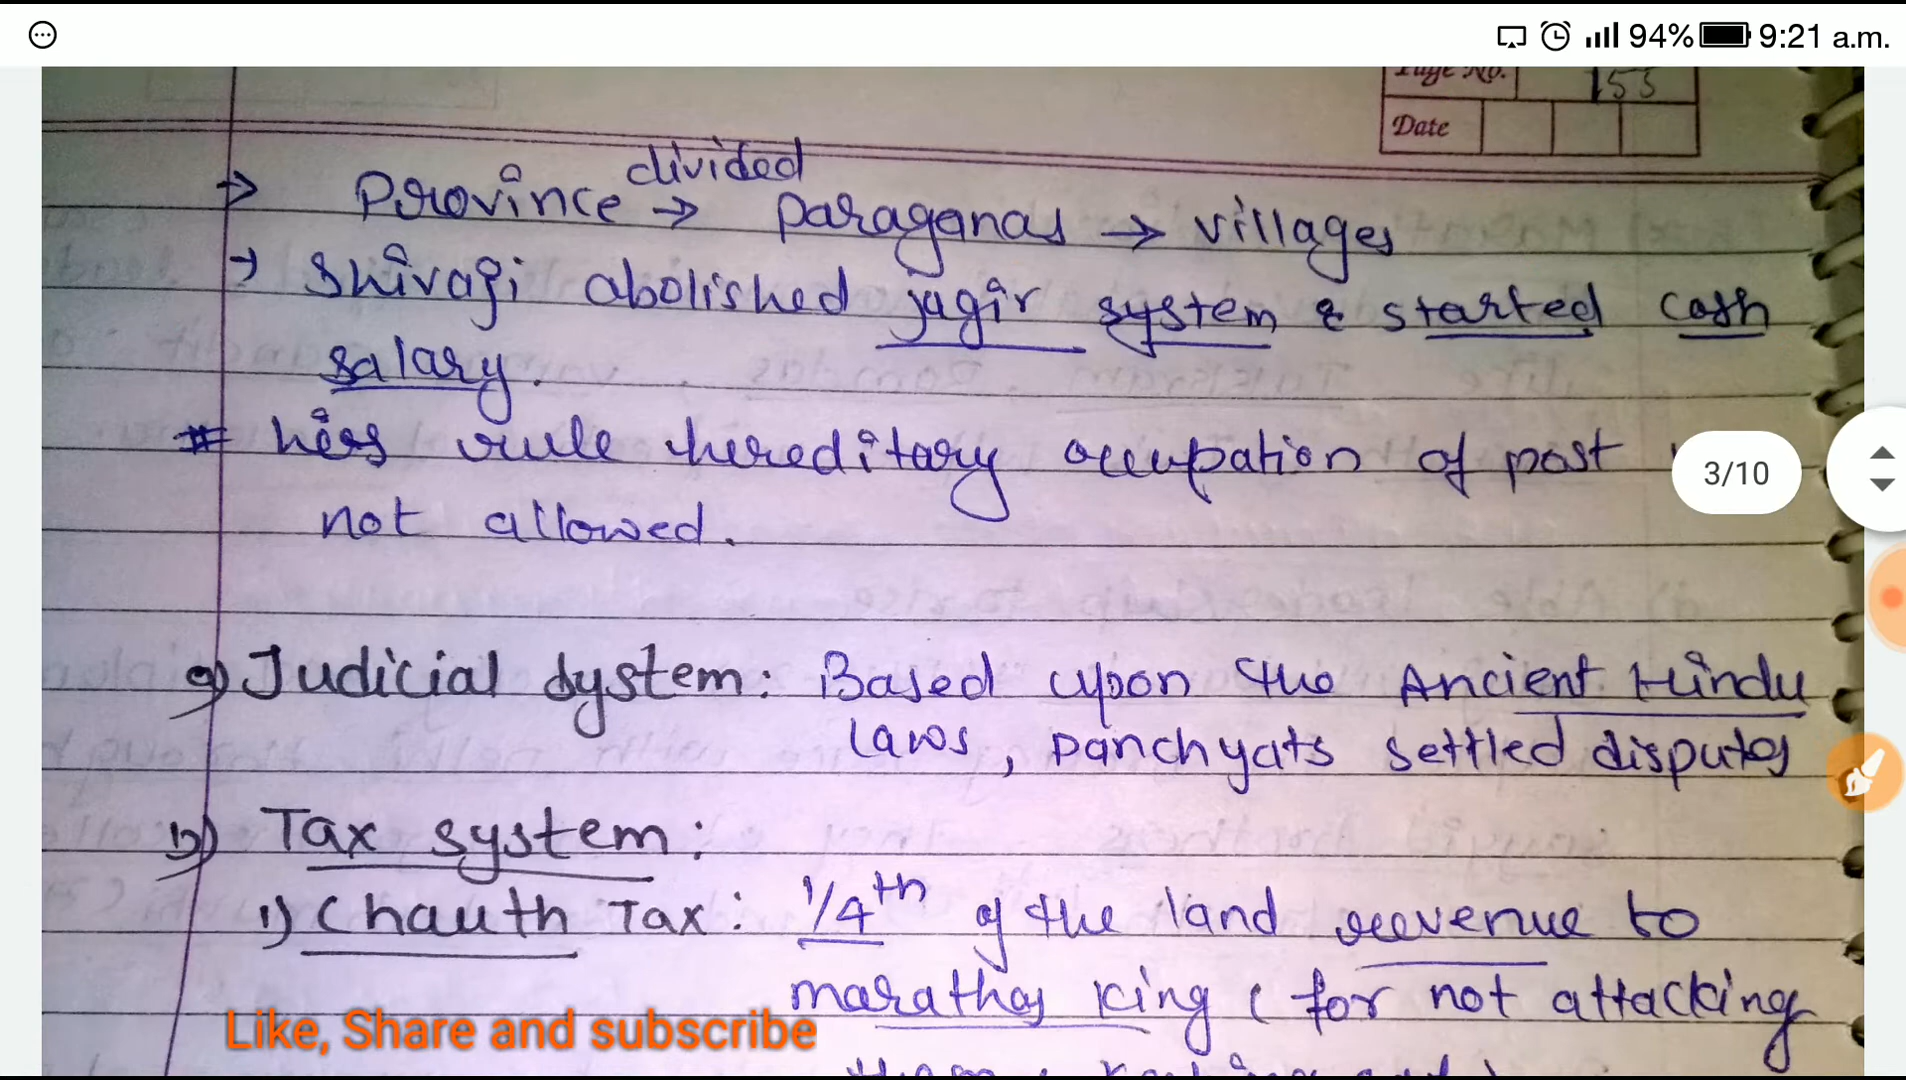 94% 9:21 a.m.
Page No. 153
Date
divided
→ Province → paraganas → villages
→ Shivaji abolished jagir system & started cash
salary.
# his rule hereditary occupation of post
not allowed.
3/10
a) Judicial system: Based upon the Ancient Hindu
laws, panchyats settled disputes
b) Tax system:
1) Chauth Tax: 1/4th of the land revenue to
marathas king ( for not attacking
Like, Share and subscribe